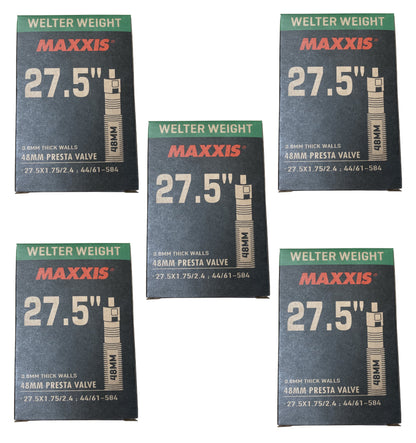 WELTER WEIGHT
MAXXIS®
27.5"
48MM
0.8MM THICK WALLS
48MM PRESTA VALVE
27.5X1.75/2.4 ; 44/61-584
WELTER WEIGHT
MAXXIS®
27.5"
48MM
0.8MM THICK WALLS
48MM PRESTA VALVE
27.5X1.75/2.4 ; 44/61-584
WELTER WEIGHT
MAXXIS®
27.5"
48MM
0.8MM THICK WALLS
48MM PRESTA VALVE
27.5X1.75/2.4 ; 44/61-584
WELTER WEIGHT
MAXXIS®
27.5"
48MM
0.8MM THICK WALLS
48MM PRESTA VALVE
27.5X1.75/2.4 ; 44/61-584
WELTER WEIGHT
MAXXIS®
27.5"
48MM
0.8MM THICK WALLS
48MM PRESTA VALVE
27.5X1.75/2.4 ; 44/61-584